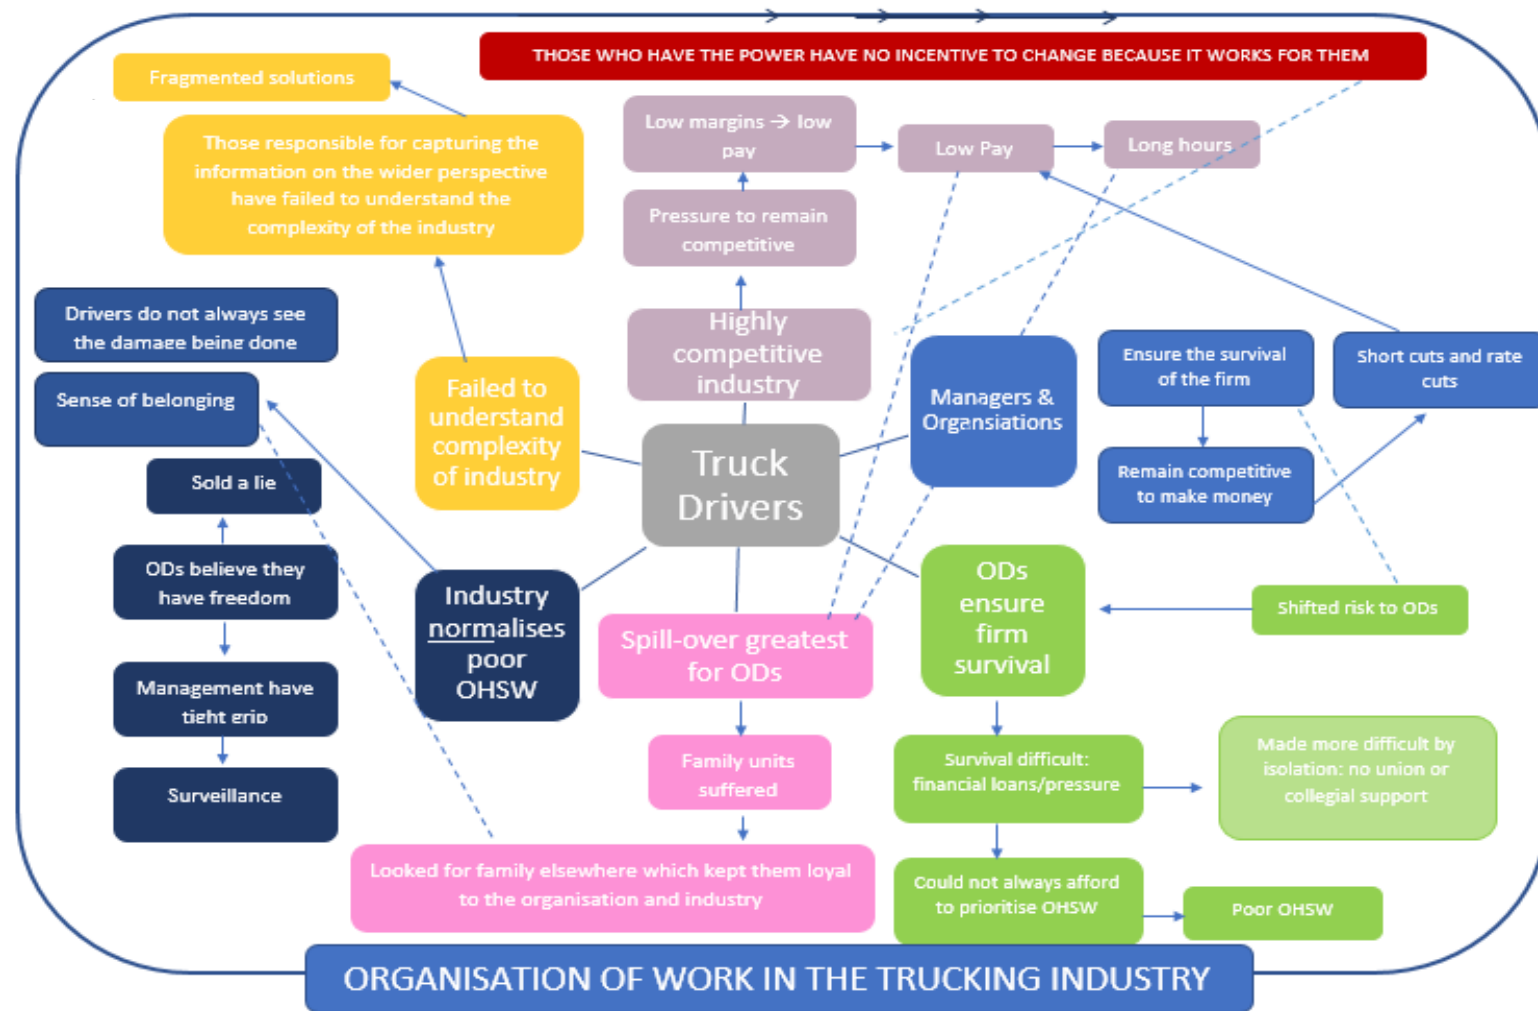 THOSE WHO HAVE THE POWER HAVE NO INCENTIVE TO CHANGE BECAUSE IT WORKS FOR THEM
Fragmented solutions
Those responsible for capturing the
information on the wider perspective
have failed to understand the
complexity of the industry
Low margins → low
pay
Low Pay
Long hours
Pressure to remain
competitive
Highly
competitive
industry
Drivers do not always see
the damage being done
Sense of belonging
Failed to
understand
complexity
of industry
Managers &
Organsiations
Ensure the survival
of the firm
Short cuts and rate
cuts
Remain competitive
to make money
Truck
Drivers
Sold a lie
ODs believe they
have freedom
Management have
tight grip
Surveillance
Industry
normalises
poor
OHSW
Spill-over greatest
for ODs
Family units
suffered
Looked for family elsewhere which kept them loyal
to the organisation and industry
ODs
ensure
firm
survival
Shifted risk to ODs
Survival difficult:
financial loans/pressure
Made more difficult by
isolation: no union or
collegial support
Could not always afford
to prioritise OHSW
Poor OHSW
ORGANISATION OF WORK IN THE TRUCKING INDUSTRY